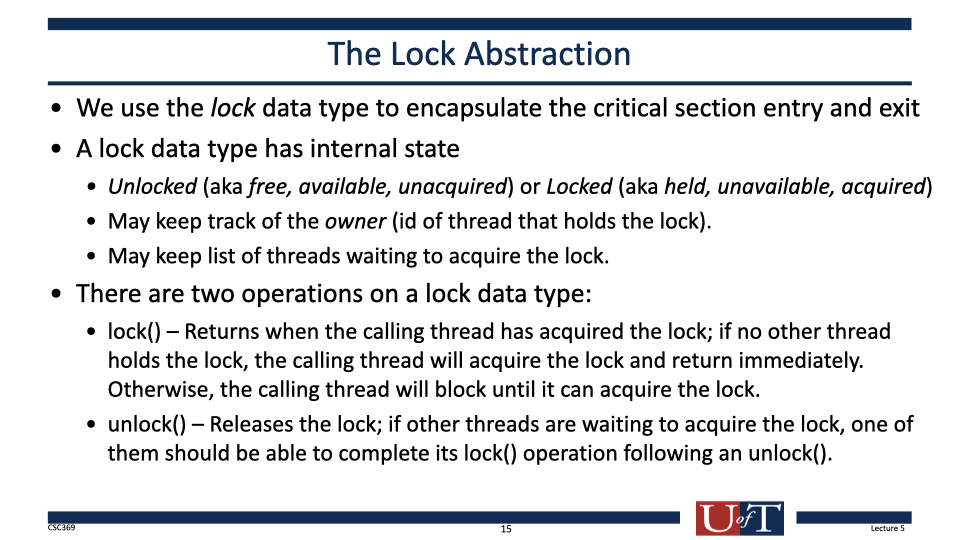 The Lock Abstraction
• We use the lock data type to encapsulate the critical section entry and exit
• A lock data type has internal state
• Unlocked (aka free, available, unacquired) or Locked (aka held, unavailable, acquired)
• May keep track of the owner (id of thread that holds the lock).
• May keep list of threads waiting to acquire the lock.
• There are two operations on a lock data type:
• lock() – Returns when the calling thread has acquired the lock; if no other thread
holds the lock, the calling thread will acquire the lock and return immediately.
Otherwise, the calling thread will block until it can acquire the lock.
• unlock() – Releases the lock; if other threads are waiting to acquire the lock, one of
them should be able to complete its lock() operation following an unlock().
CSC369
15
U of T
Lecture 5